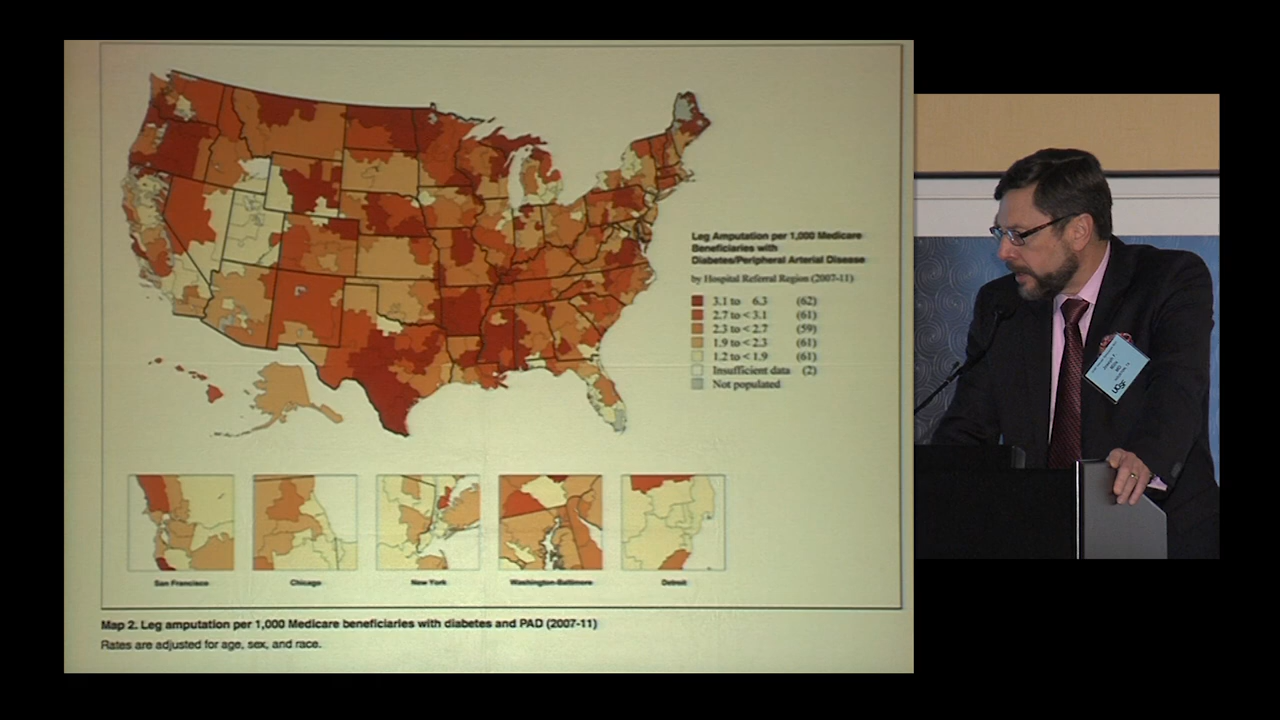 Leg Amputation per 1,000 Medicare
Beneficiaries with
Diabetes/Peripheral Arterial Disease
by Hospital Referral Region (2007-11)
3.1 to 6.3 (62)
2.7 to < 3.1 (61)
2.3 to < 2.7 (59)
1.9 to < 2.3 (61)
1.2 to < 1.9 (61)
Insufficient data (2)
Not populated
San Francisco
Chicago
New York
Washington-Baltimore
Detroit
Map 2. Leg amputation per 1,000 Medicare beneficiaries with diabetes and PAD (2007-11)
Rates are adjusted for age, sex, and race.
Joseph
MD
UCSF